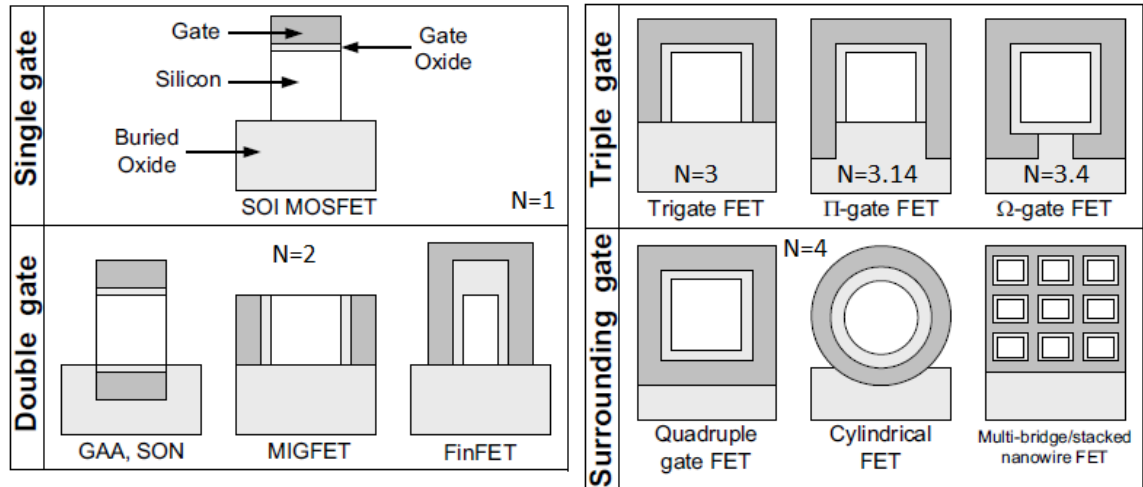 Single gate
Gate
Gate
Oxide
Silicon
Buried
Oxide
SOI MOSFET
N=1
Double gate
N=2
GAA, SON
MIGFET
FinFET
Triple gate
N=3
N=3.14
N=3.4
Trigate FET
Π-gate FET
Ω-gate FET
Surrounding gate
N=4
Quadruple
gate FET
Cylindrical
FET
Multi-bridge/stacked
nanowire FET